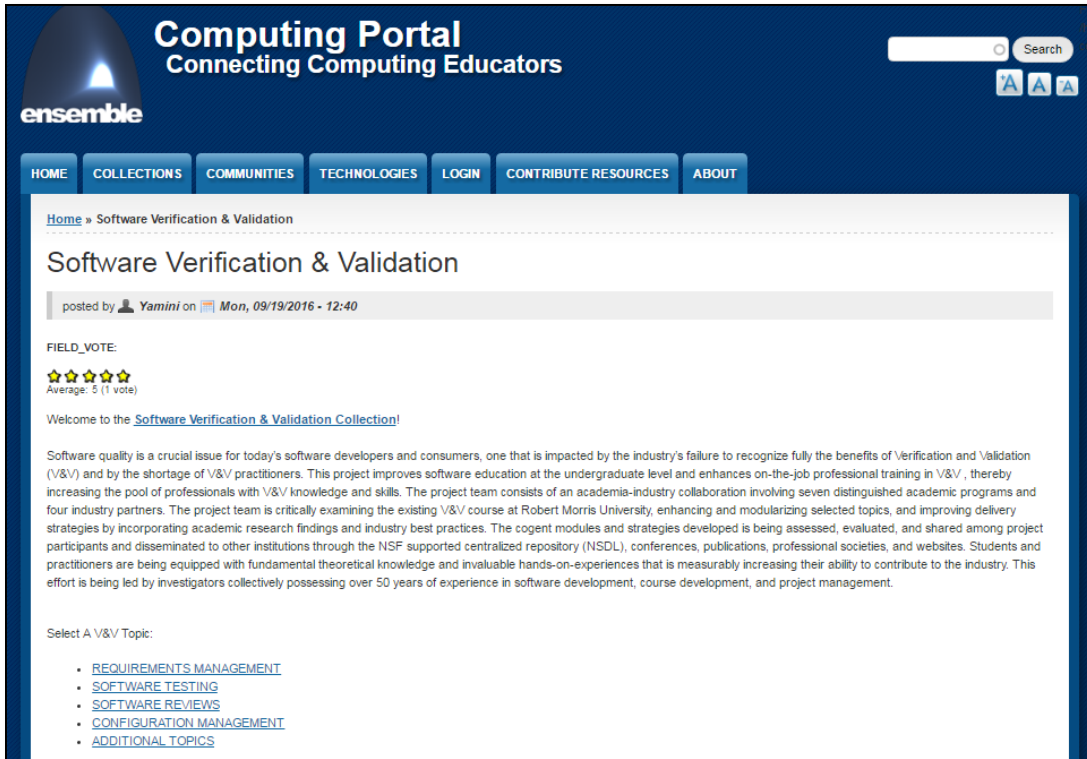 Computing Portal
Connecting Computing Educators
ensemble
Search
+A A -A
HOME COLLECTIONS COMMUNITIES TECHNOLOGIES LOGIN CONTRIBUTE RESOURCES ABOUT
Home » Software Verification & Validation
Software Verification & Validation
posted by Yamini on Mon, 09/19/2016 - 12:40
FIELD_VOTE:
Average: 5 (1 vote)
Welcome to the Software Verification & Validation Collection!
Software quality is a crucial issue for today's software developers and consumers, one that is impacted by the industry's failure to recognize fully the benefits of Verification and Validation
(V&V) and by the shortage of V&V practitioners. This project improves software education at the undergraduate level and enhances on-the-job professional training in V&V , thereby
increasing the pool of professionals with V&V knowledge and skills. The project team consists of an academia-industry collaboration involving seven distinguished academic programs and
four industry partners. The project team is critically examining the existing V&V course at Robert Morris University, enhancing and modularizing selected topics, and improving delivery
strategies by incorporating academic research findings and industry best practices. The cogent modules and strategies developed is being assessed, evaluated, and shared among project
participants and disseminated to other institutions through the NSF supported centralized repository (NSDL), conferences, publications, professional societies, and websites. Students and
practitioners are being equipped with fundamental theoretical knowledge and invaluable hands-on-experiences that is measurably increasing their ability to contribute to the industry. This
effort is being led by investigators collectively possessing over 50 years of experience in software development, course development, and project management.
Select A V&V Topic:
• REQUIREMENTS MANAGEMENT
• SOFTWARE TESTING
• SOFTWARE REVIEWS
• CONFIGURATION MANAGEMENT
• ADDITIONAL TOPICS